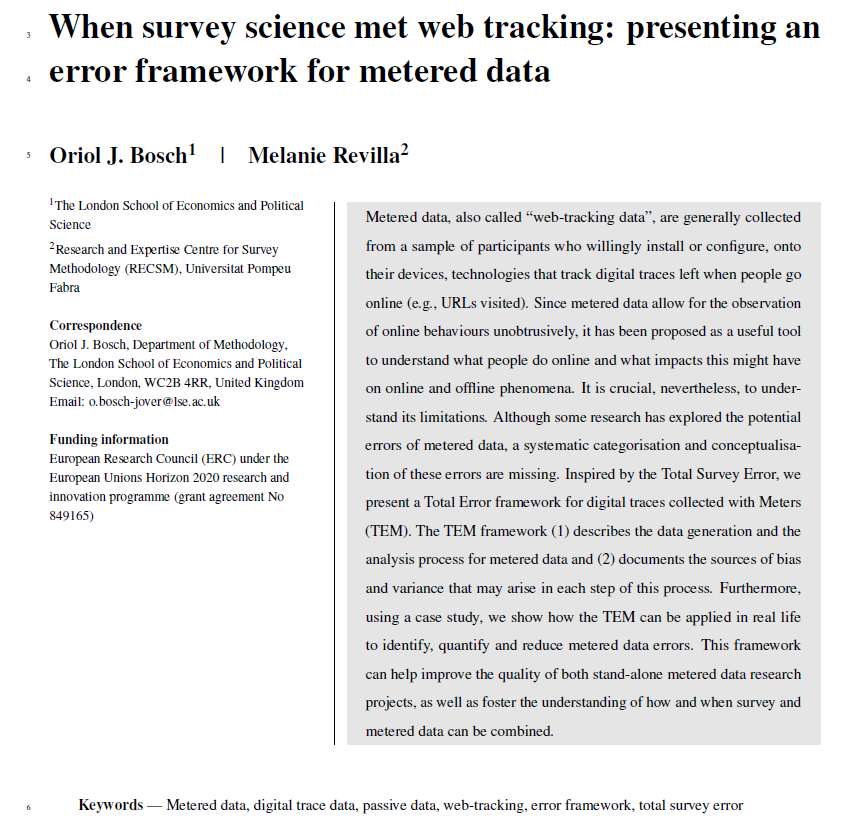 3 When survey science met web tracking: presenting an
4 error framework for metered data
5 Oriol J. Bosch1 | Melanie Revilla2
1The London School of Economics and Political
Science
2Research and Expertise Centre for Survey
Methodology (RECSM), Universitat Pompeu
Fabra
Correspondence
Oriol J. Bosch, Department of Methodology,
The London School of Economics and Political
Science, London, WC2B 4RR, United Kingdom
Email: o.bosch-jover@lse.ac.uk
Funding information
European Research Council (ERC) under the
European Unions Horizon 2020 research and
innovation programme (grant agreement No
849165)
Metered data, also called “web-tracking data”, are generally collected
from a sample of participants who willingly install or configure, onto
their devices, technologies that track digital traces left when people go
online (e.g., URLs visited). Since metered data allow for the observation
of online behaviours unobtrusively, it has been proposed as a useful tool
to understand what people do online and what impacts this might have
on online and offline phenomena. It is crucial, nevertheless, to under-
stand its limitations. Although some research has explored the potential
errors of metered data, a systematic categorisation and conceptualisa-
tion of these errors are missing. Inspired by the Total Survey Error, we
present a Total Error framework for digital traces collected with Meters
(TEM). The TEM framework (1) describes the data generation and the
analysis process for metered data and (2) documents the sources of bias
and variance that may arise in each step of this process. Furthermore,
using a case study, we show how the TEM can be applied in real life
to identify, quantify and reduce metered data errors. This framework
can help improve the quality of both stand-alone metered data research
projects, as well as foster the understanding of how and when survey and
metered data can be combined.
6 Keywords — Metered data, digital trace data, passive data, web-tracking, error framework, total survey error